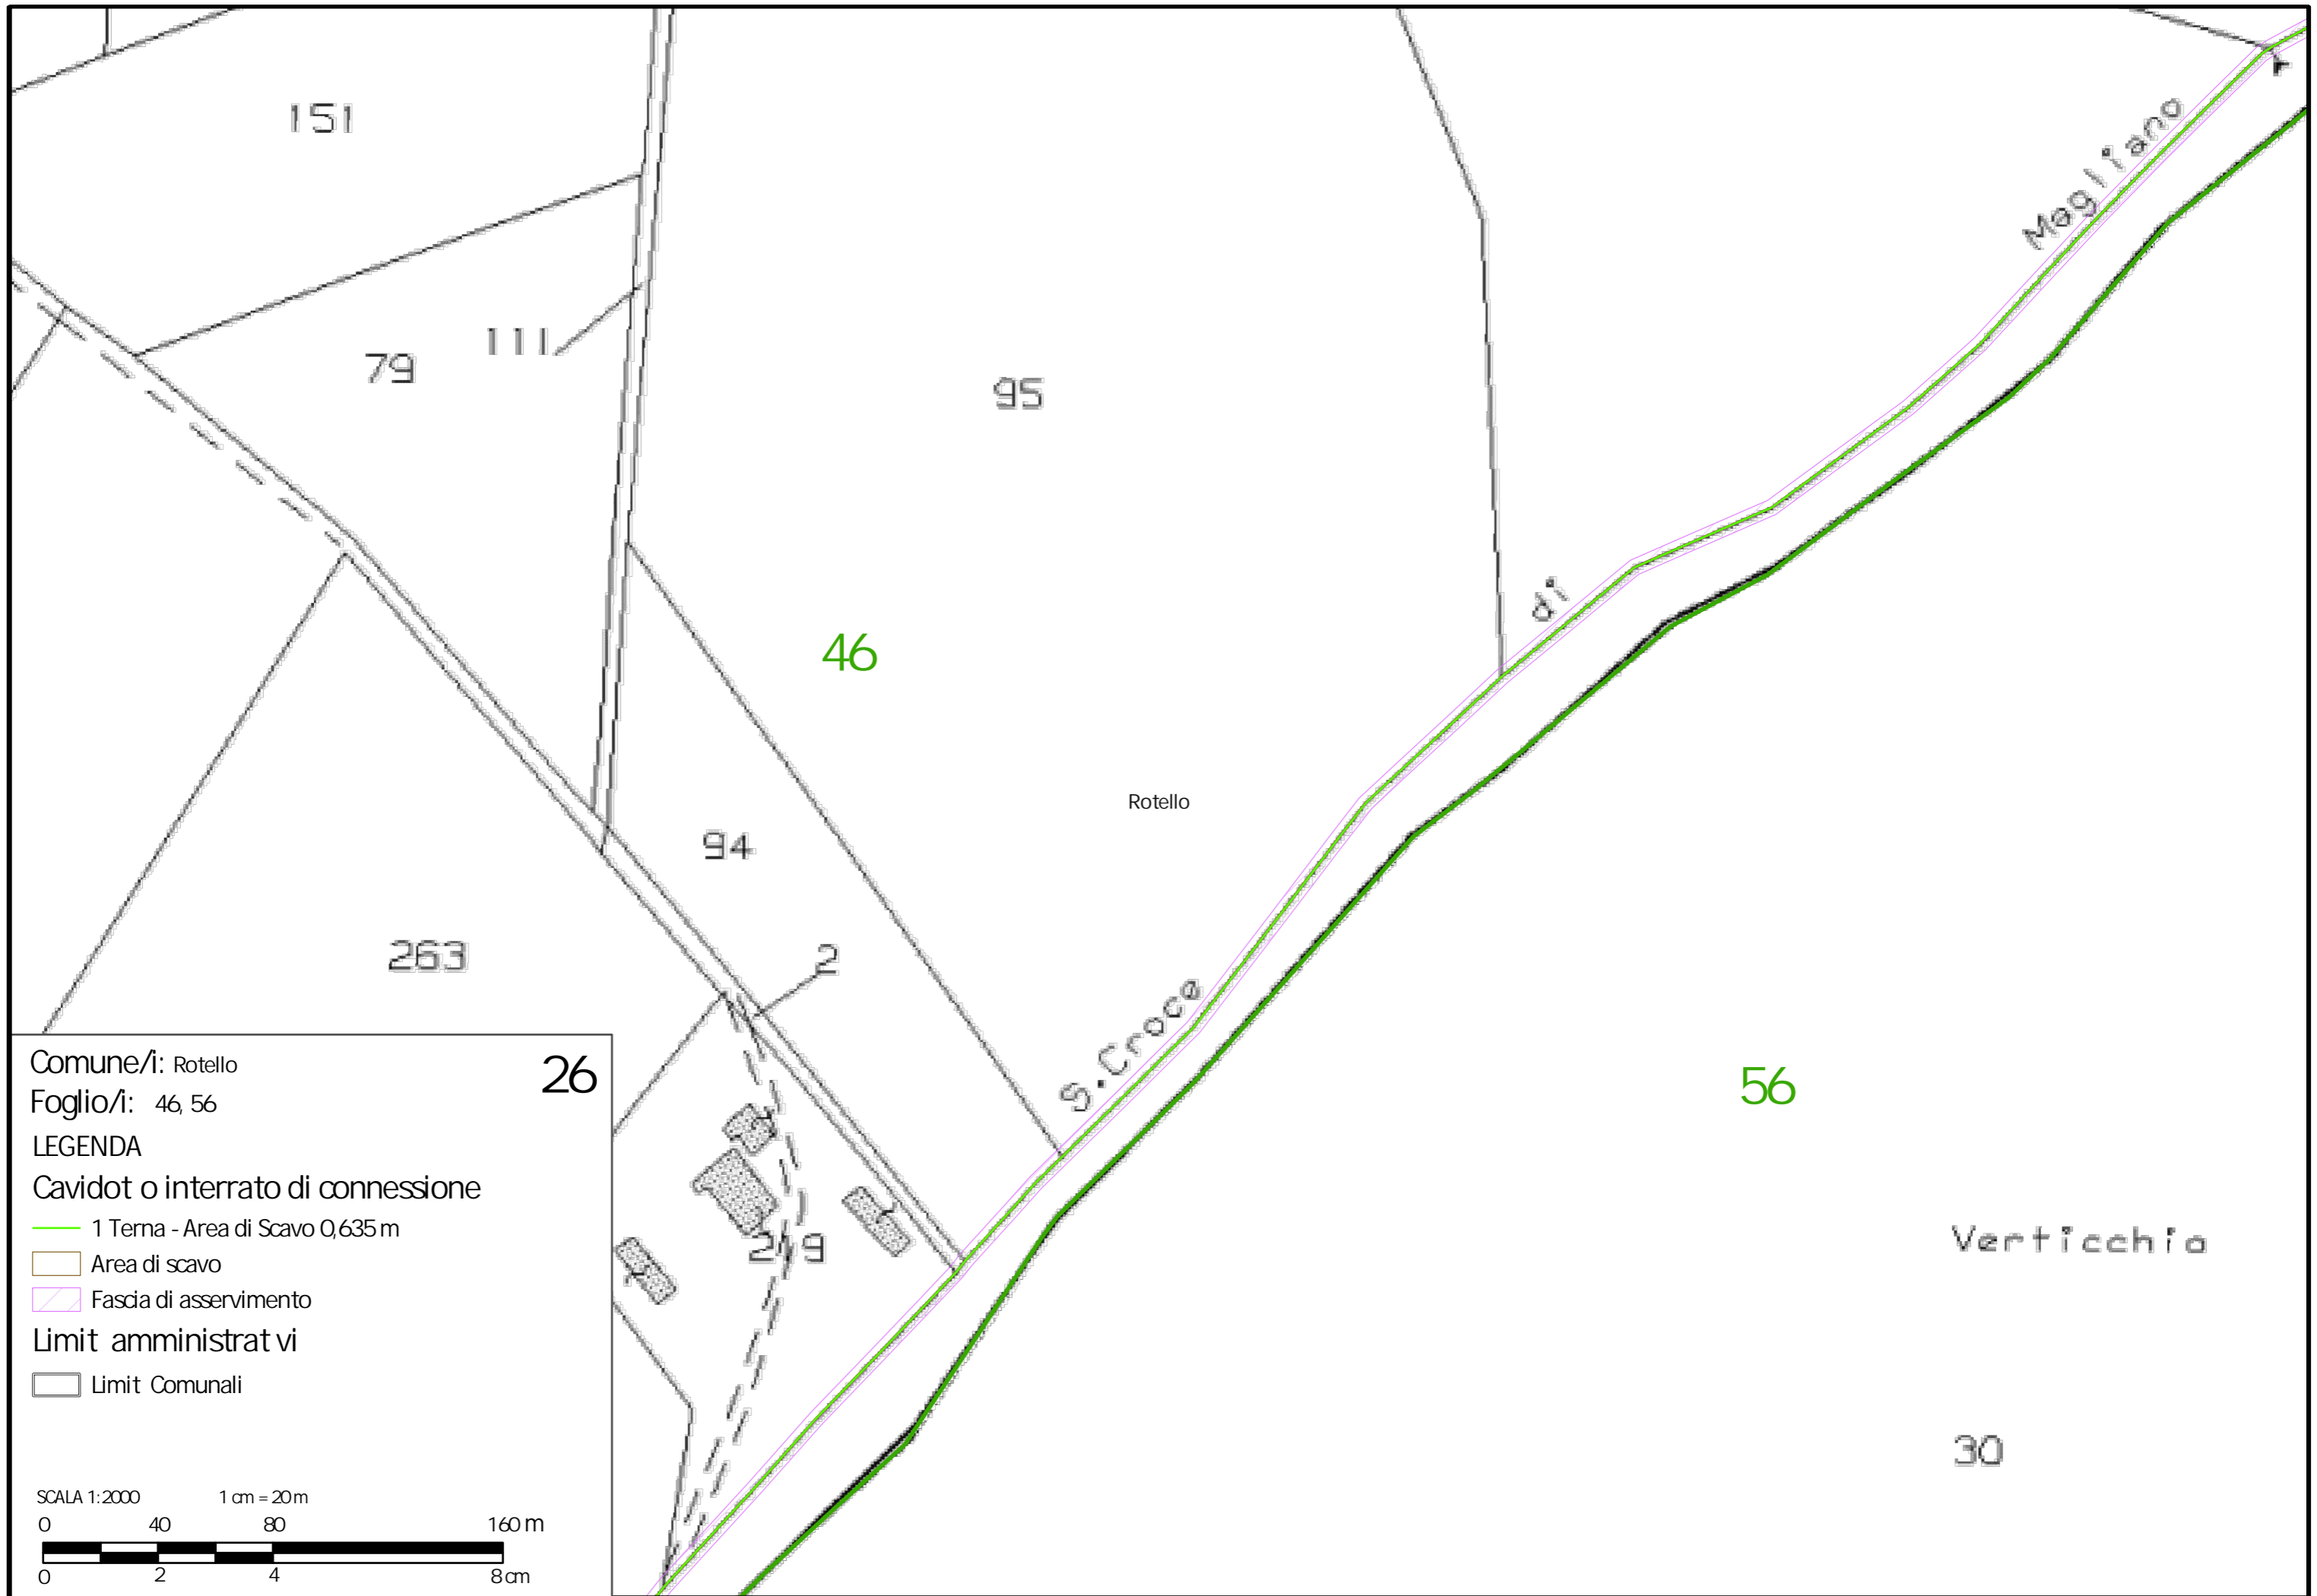 151
Magliano
111
79
95
di
46
Rotello
94
263
2
S.Croce
56
Verticchio
30
219
Comune/i: Rotello
26
Foglio/i: 46, 56
LEGENDA
Cavidot o interrato di connessione
1 Terna - Area di Scavo 0,635 m
Area di scavo
Fascia di asservimento
Limit amministrat vi
Limit Comunali
SCALA 1:2000 1 cm = 20 m
0 40 80 160 m
0 2 4 8 cm